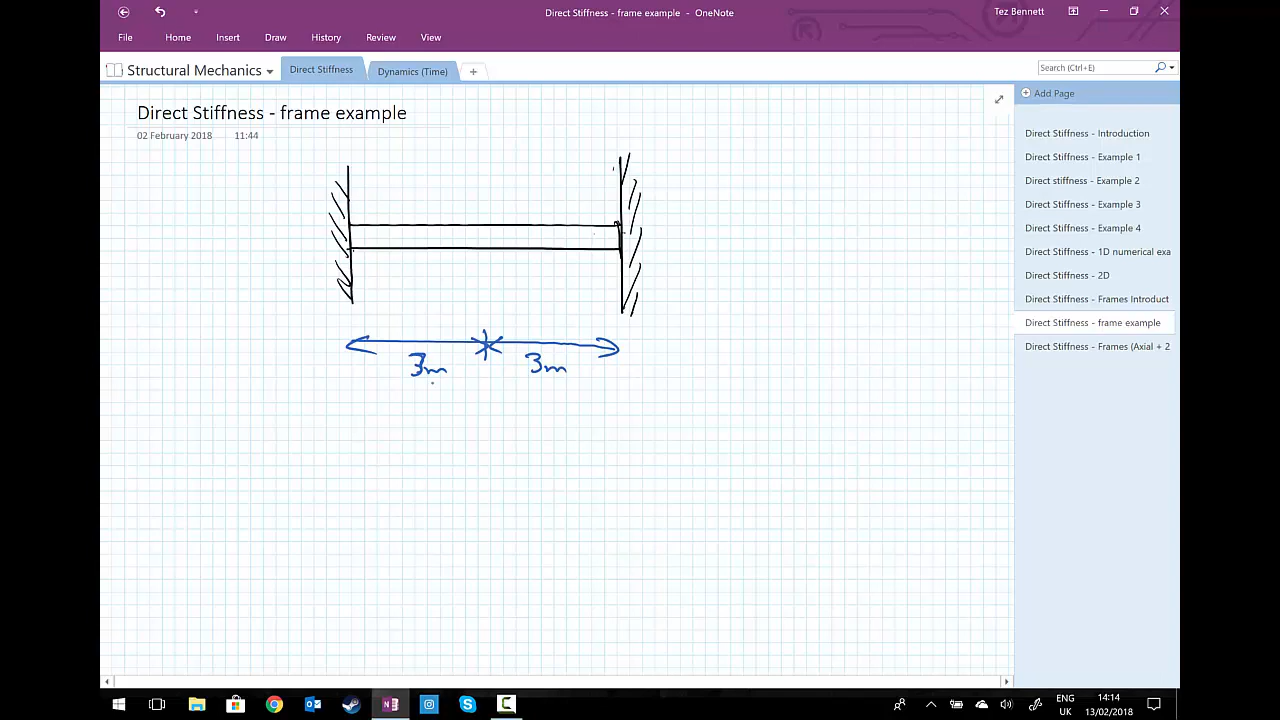 Direct Stiffness - frame example - OneNote
Tez Bennett
File Home Insert Draw History Review View
Structural Mechanics
Direct Stiffness
Dynamics (Time)
Search (Ctrl+E)
Direct Stiffness - frame example
02 February 2018 11:44
3m 3m
Add Page
Direct Stiffness - Introduction
Direct Stiffness - Example 1
Direct stiffness - Example 2
Direct Stiffness - Example 3
Direct Stiffness - Example 4
Direct Stiffness - 1D numerical exa
Direct Stiffness - 2D
Direct Stiffness - Frames Introduct
Direct Stiffness - frame example
Direct Stiffness - Frames (Axial + 2
ENG
UK
14:14
13/02/2018